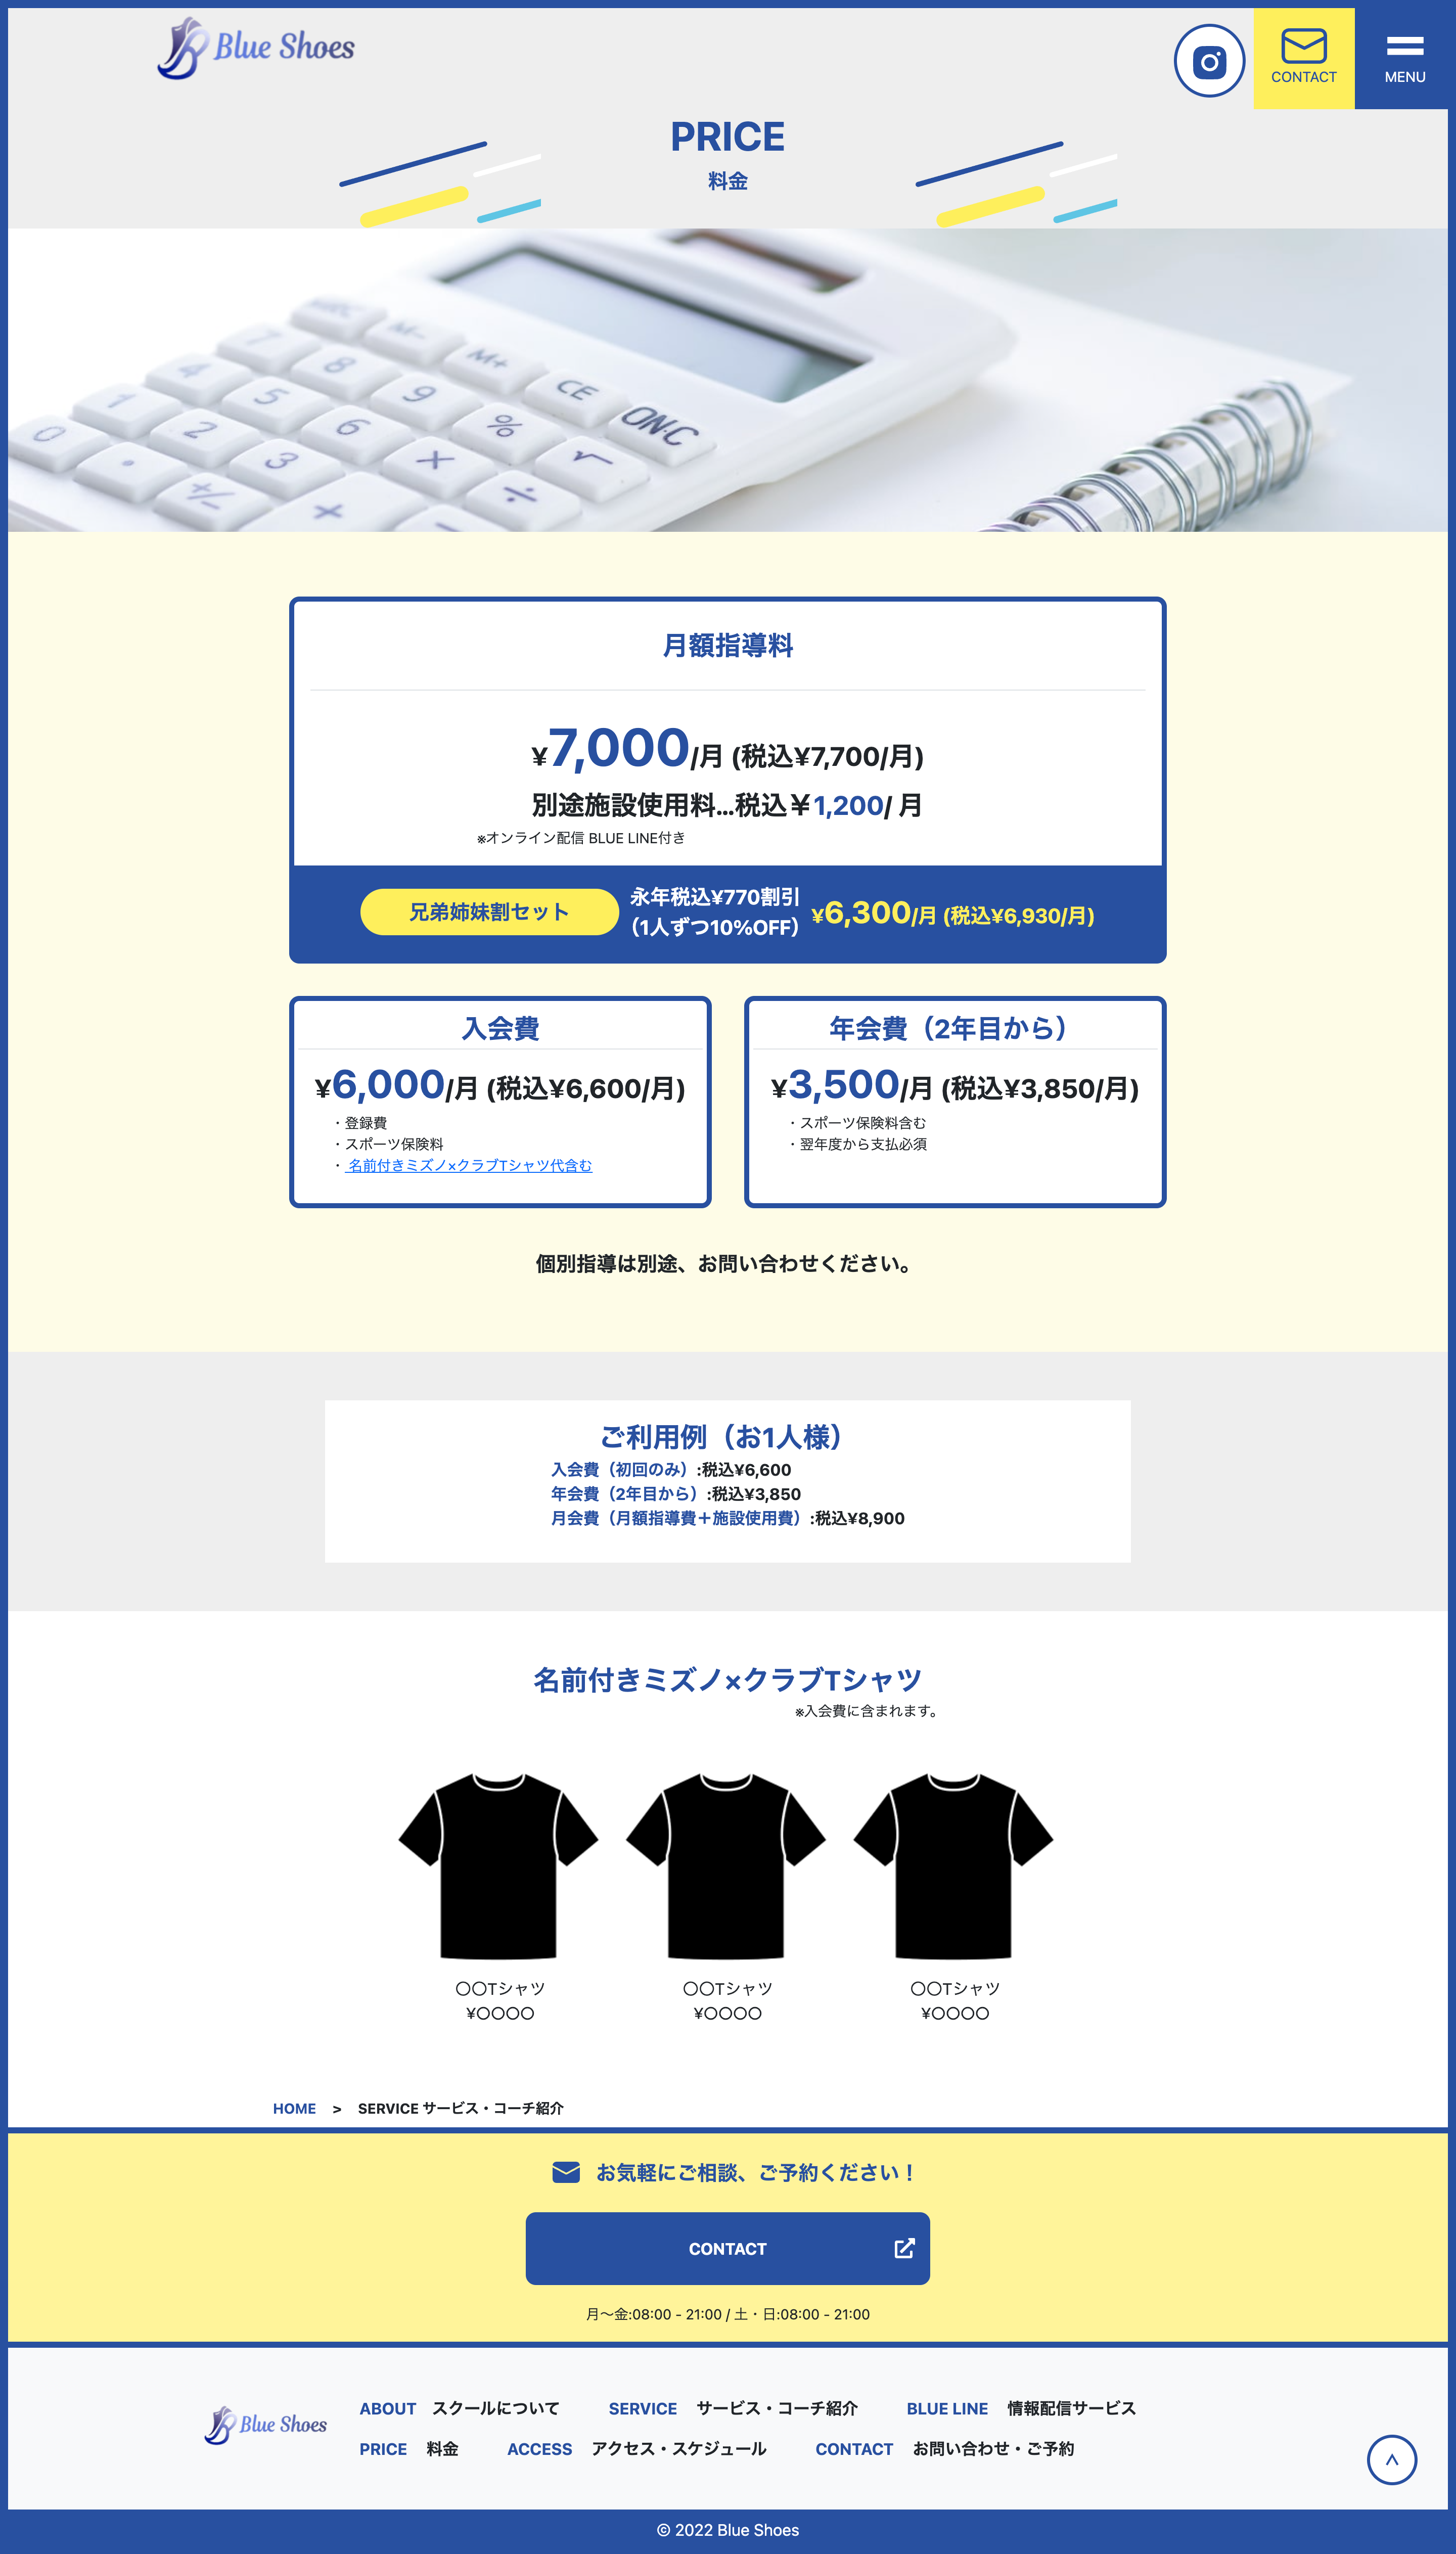 Blue Shoes
CONTACT
MENU
PRICE
料金
MRC M- M+ CE ON·C
7 8 9 % √
4 5 6 × ÷
1 2 3 + −
0 · +/−
月額指導料
¥7,000/月 (税込¥7,700/月)
別途施設使用料...税込￥1,200/ 月
※オンライン配信 BLUE LINE付き
兄弟姉妹割セット
永年税込¥770割引
（1人ずつ10%OFF）
¥6,300/月 (税込¥6,930/月)
入会費
¥6,000/月 (税込¥6,600/月)
・登録費
・スポーツ保険料
・ 名前付きミズノ×クラブTシャツ代含む
年会費（2年目から）
¥3,500/月 (税込¥3,850/月)
・スポーツ保険料含む
・翌年度から支払必須
個別指導は別途、お問い合わせください。
ご利用例（お1人様）
入会費（初回のみ）:税込¥6,600
年会費（2年目から）:税込¥3,850
月会費（月額指導費＋施設使用費）:税込¥8,900
名前付きミズノ×クラブTシャツ
※入会費に含まれます。
〇〇Tシャツ
¥〇〇〇〇
〇〇Tシャツ
¥〇〇〇〇
〇〇Tシャツ
¥〇〇〇〇
HOME > SERVICE サービス・コーチ紹介
お気軽にご相談、ご予約ください！
CONTACT
月〜金:08:00 - 21:00 / 土・日:08:00 - 21:00
Blue Shoes
ABOUT スクールについて SERVICE サービス・コーチ紹介 BLUE LINE 情報配信サービス
PRICE 料金 ACCESS アクセス・スケジュール CONTACT お問い合わせ・ご予約
© 2022 Blue Shoes